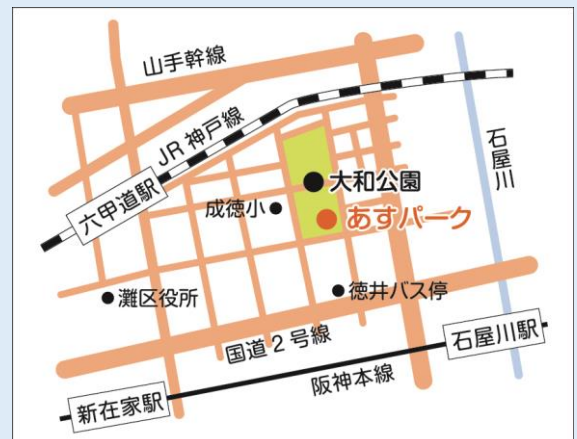 山手幹線
JR神戸線
六甲道駅
石屋川
大和公園
成徳小
あすパーク
灘区役所
徳井バス停
国道2号線
石屋川駅
阪神本線
新在家駅